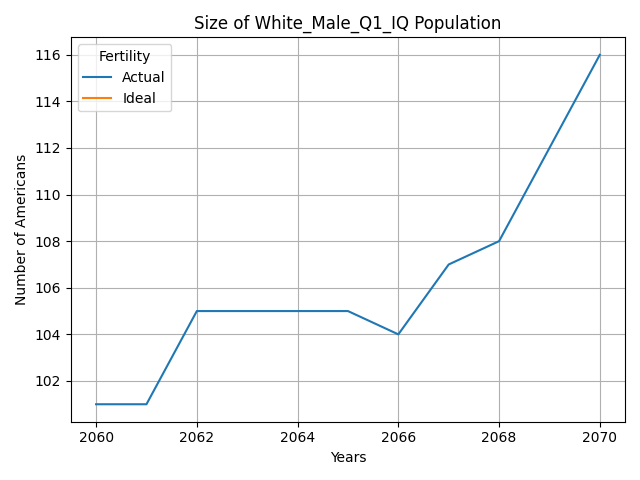 Size of White_Male_Q1_IQ Population
Fertility
Actual
Ideal
116
114
112
110
108
106
104
102
Number of Americans
2060
2062
2064
2066
2068
2070
Years